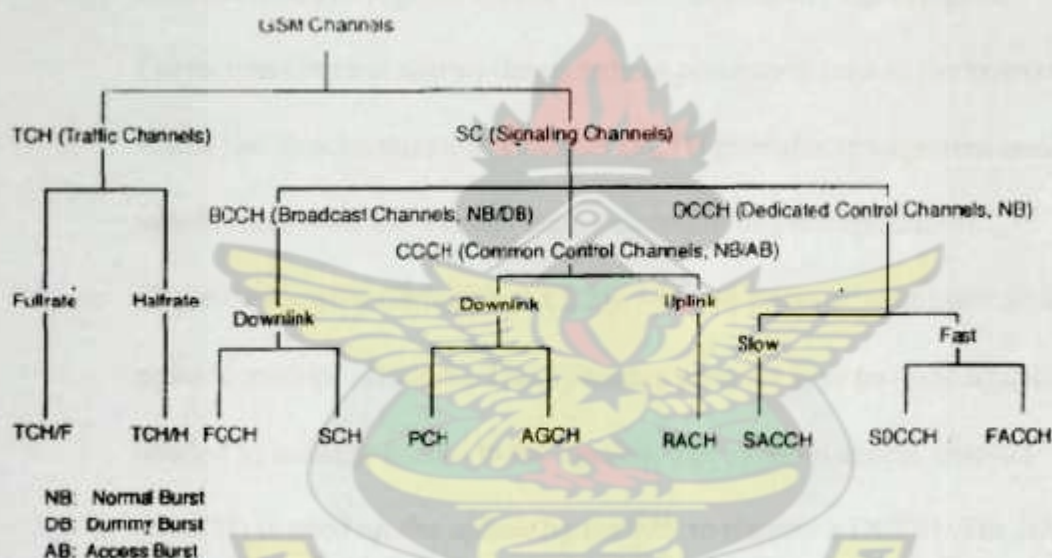 GSM Channels
TCH (Traffic Channels) SC (Signaling Channels)
BCCH (Broadcast Channels, NB/DB) DCCH (Dedicated Control Channels, NB)
CCCH (Common Control Channels, NB/AB)
Fullrate Halfrate Downlink Downlink Uplink Slow Fast
TCH/F TCH/H FCCH SCH PCH AGCH RACH SACCH SDCCH FACCH
NB: Normal Burst
DB: Dummy Burst
AB: Access Burst